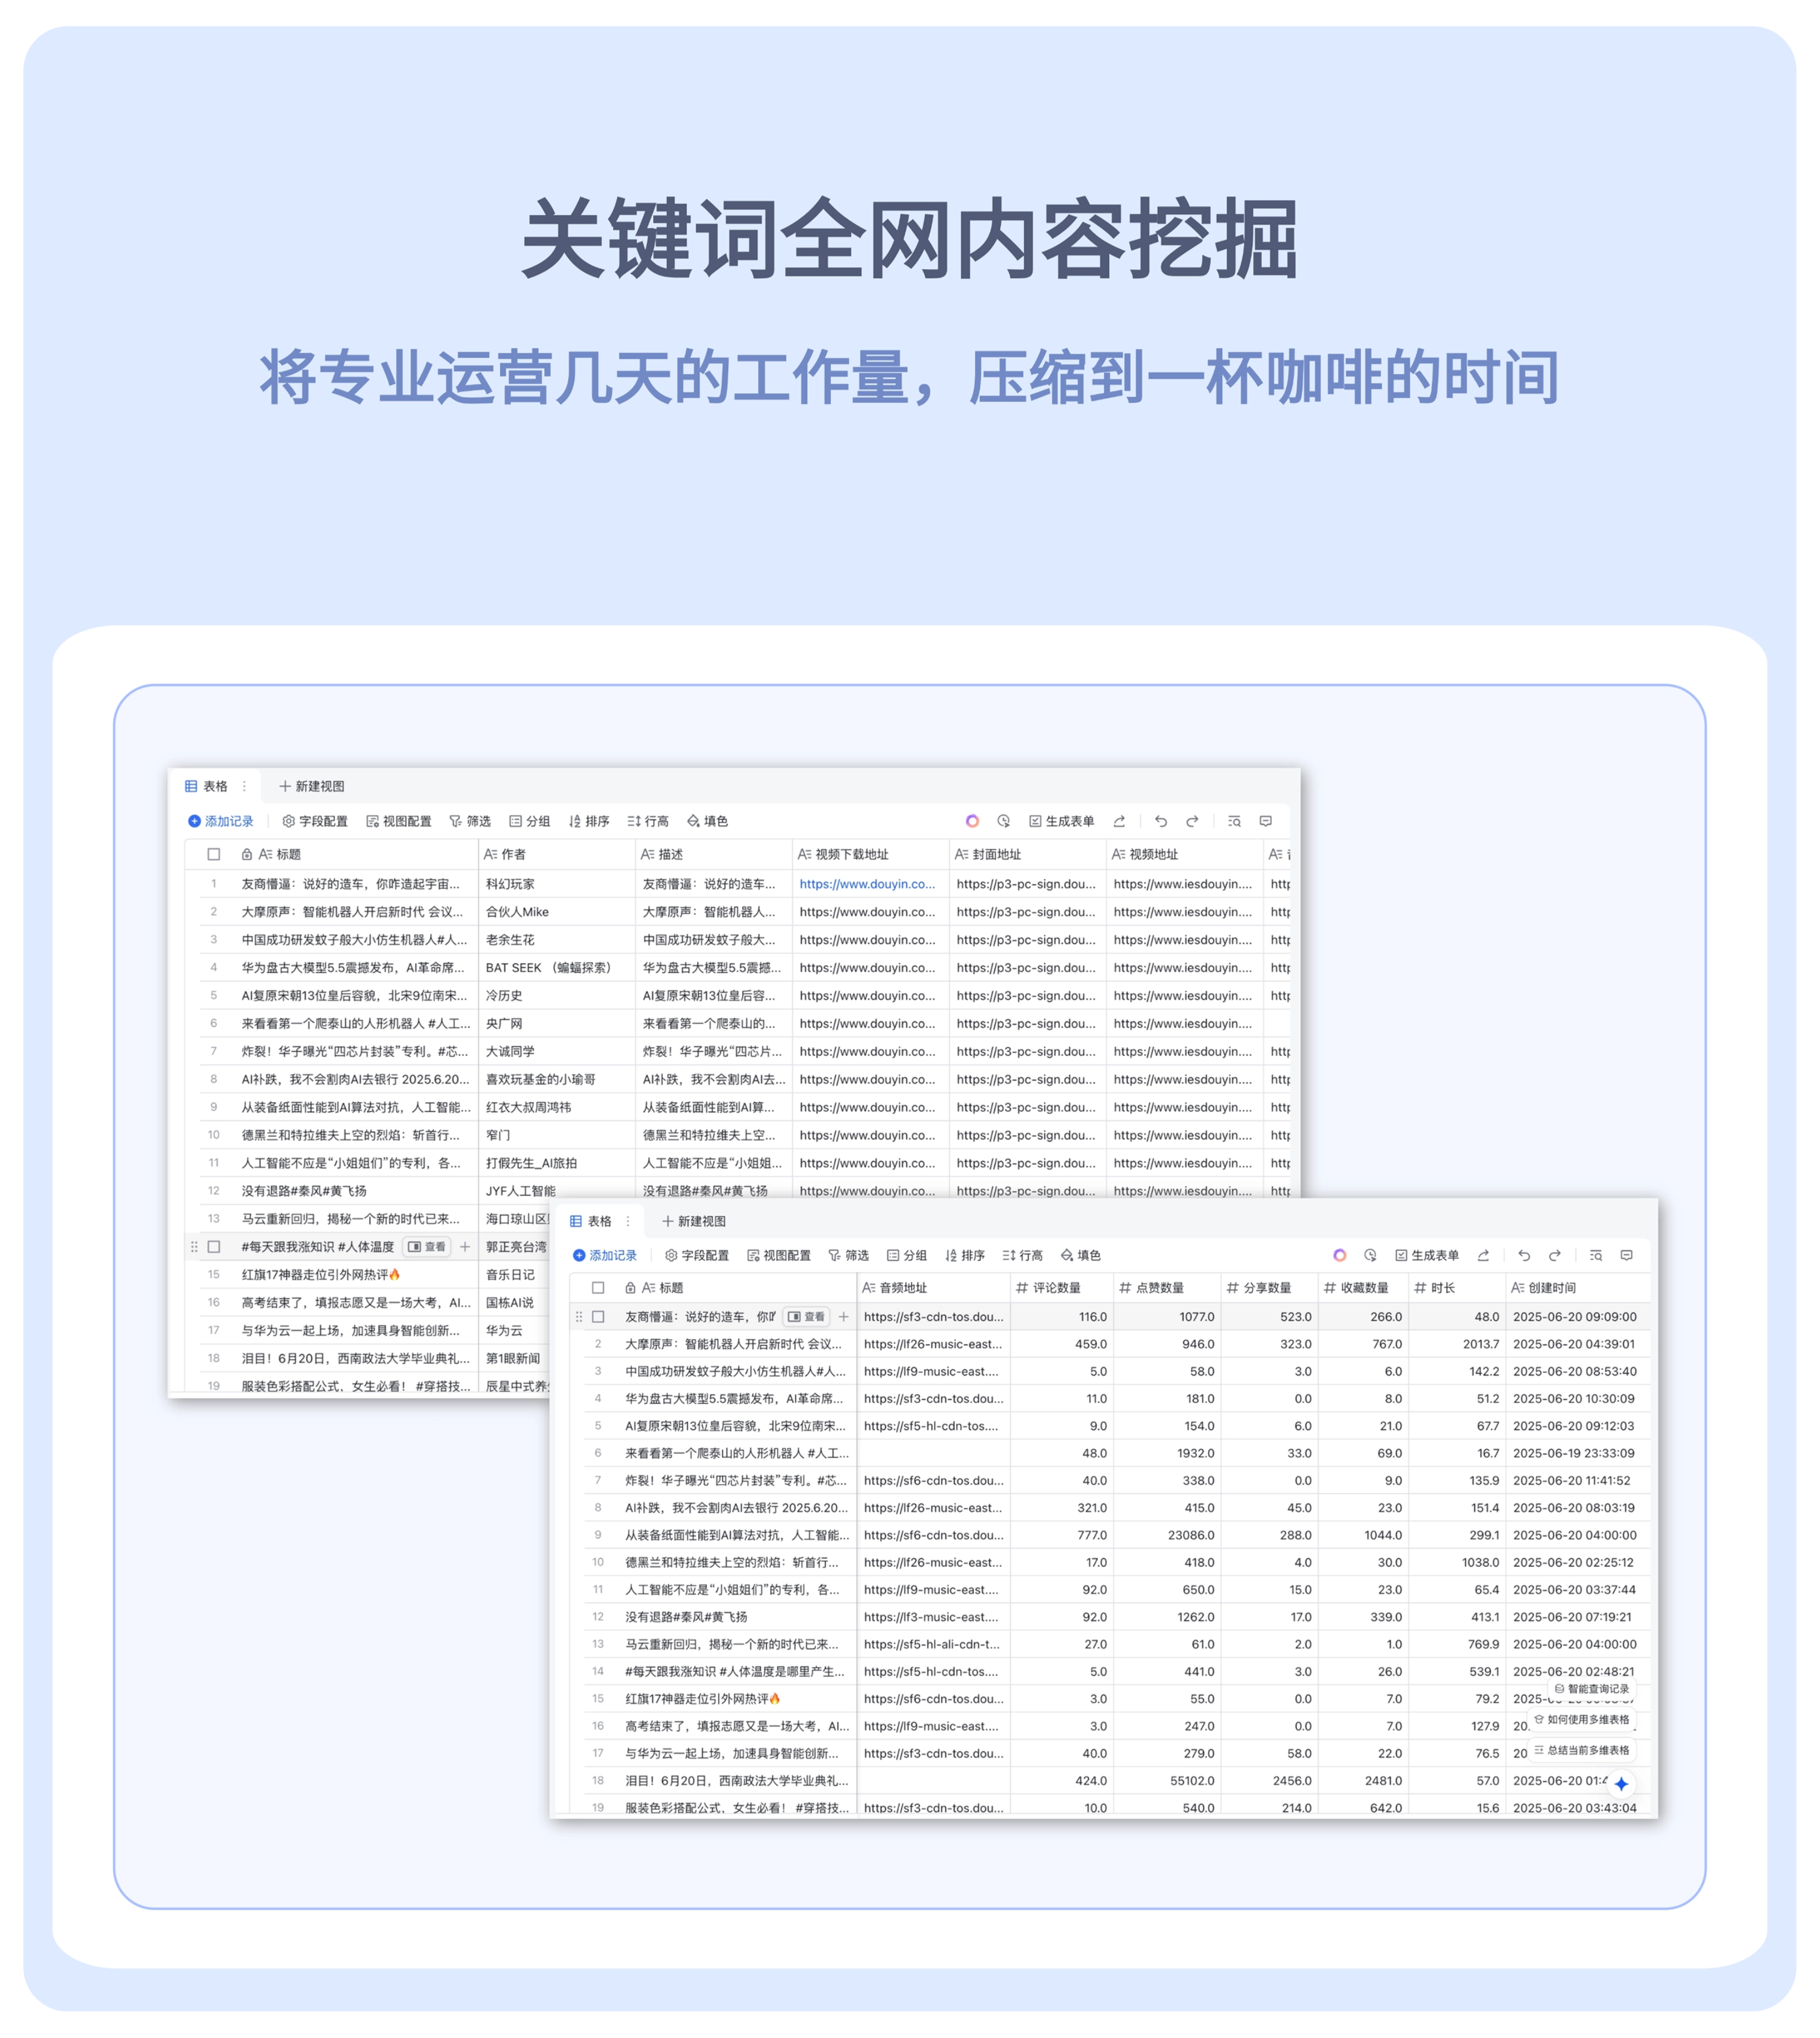 关键词全网内容挖掘
将专业运营几天的工作量，压缩到一杯咖啡的时间
表格 新建视图
添加记录 字段配置 视图配置 筛选 分组 排序 行高 填色 生成表单
标题 作者 描述 视频下载地址 封面地址 视频地址
1 友商懵逼：说好的造车，你咋造起宇宙... 科幻玩家 友商懵逼：说好的造车... https://www.douyin.co... https://p3-pc-sign.dou... https://www.iesdouyin.... http
2 大摩原声：智能机器人开启新时代 会议... 合伙人Mike 大摩原声：智能机器人... https://www.douyin.co... https://p3-pc-sign.dou... https://www.iesdouyin.... http
3 中国成功研发蚊子般大小仿生机器人#人... 老余生花 中国成功研发蚊子般大... https://www.douyin.co... https://p3-pc-sign.dou... https://www.iesdouyin.... http
4 华为盘古大模型5.5震撼发布，AI革命席... BAT SEEK （蝙蝠探索） 华为盘古大模型5.5震撼... https://www.douyin.co... https://p3-pc-sign.dou... https://www.iesdouyin.... http
5 AI复原宋朝13位皇后容貌，北宋9位南宋... 冷历史 AI复原宋朝13位皇后容... https://www.douyin.co... https://p3-pc-sign.dou... https://www.iesdouyin.... http
6 来看看第一个爬泰山的人形机器人 #人工... 央广网 来看看第一个爬泰山的... https://www.douyin.co... https://p3-pc-sign.dou... https://www.iesdouyin....
7 炸裂！华子曝光“四芯片封装”专利。#芯... 大诚同学 炸裂！华子曝光“四芯片... https://www.douyin.co... https://p3-pc-sign.dou... https://www.iesdouyin.... http
8 AI补跌，我不会割肉AI去银行 2025.6.20... 喜欢玩基金的小瑜哥 AI补跌，我不会割肉AI去... https://www.douyin.co... https://p3-pc-sign.dou... https://www.iesdouyin.... http
9 从装备纸面性能到AI算法对抗，人工智能... 红衣大叔周鸿祎 从装备纸面性能到AI算... https://www.douyin.co... https://p3-pc-sign.dou... https://www.iesdouyin.... http
10 德黑兰和特拉维夫上空的烈焰：斩首行... 窄门 德黑兰和特拉维夫上空... https://www.douyin.co... https://p3-pc-sign.dou... https://www.iesdouyin.... http
11 人工智能不应是“小姐姐们”的专利，各... 打假先生_AI旅拍 人工智能不应是“小姐姐... https://www.douyin.co... https://p3-pc-sign.dou... https://www.iesdouyin.... http
12 没有退路#秦风#黄飞扬 JYF人工智能 没有退路#秦风#黄飞扬 https://www.douyin.co... https://p3-pc-sign.dou... https://www.iesdouyin.... http
13 马云重新回归，揭秘一个新的时代已来... 海口琼山区
#每天跟我涨知识 #人体温度 查看 郭正亮台湾
15 红旗17神器走位引外网热评🔥 音乐日记
16 高考结束了，填报志愿又是一场大考，AI... 国栋AI说
17 与华为云一起上场，加速具身智能创新... 华为云
18 泪目！6月20日，西南政法大学毕业典礼... 第1眼新闻
19 服装色彩搭配公式，女生必看！ #穿搭技... 辰星中式养
表格 新建视图
添加记录 字段配置 视图配置 筛选 分组 排序 行高 填色 生成表单
标题 音频地址 评论数量 点赞数量 分享数量 收藏数量 时长 创建时间
友商懵逼：说好的造车，你 查看 https://sf3-cdn-tos.dou... 116.0 1077.0 523.0 266.0 48.0 2025-06-20 09:09:00
2 大摩原声：智能机器人开启新时代 会议... https://lf26-music-east... 459.0 946.0 323.0 767.0 2013.7 2025-06-20 04:39:01
3 中国成功研发蚊子般大小仿生机器人#人... https://lf9-music-east.... 5.0 58.0 3.0 6.0 142.2 2025-06-20 08:53:40
4 华为盘古大模型5.5震撼发布，AI革命席... https://sf3-cdn-tos.dou... 11.0 181.0 0.0 8.0 51.2 2025-06-20 10:30:09
5 AI复原宋朝13位皇后容貌，北宋9位南宋... https://sf5-hl-cdn-tos.... 9.0 154.0 6.0 21.0 67.7 2025-06-20 09:12:03
6 来看看第一个爬泰山的人形机器人 #人工... 48.0 1932.0 33.0 69.0 16.7 2025-06-19 23:33:09
7 炸裂！华子曝光“四芯片封装”专利。#芯... https://sf6-cdn-tos.dou... 40.0 338.0 0.0 9.0 135.9 2025-06-20 11:41:52
8 AI补跌，我不会割肉AI去银行 2025.6.20... https://lf26-music-east... 321.0 415.0 45.0 23.0 151.4 2025-06-20 08:03:19
9 从装备纸面性能到AI算法对抗，人工智能... https://sf6-cdn-tos.dou... 777.0 23086.0 288.0 1044.0 299.1 2025-06-20 04:00:00
10 德黑兰和特拉维夫上空的烈焰：斩首行... https://lf26-music-east... 17.0 418.0 4.0 30.0 1038.0 2025-06-20 02:25:12
11 人工智能不应是“小姐姐们”的专利，各... https://lf9-music-east.... 92.0 650.0 15.0 23.0 65.4 2025-06-20 03:37:44
12 没有退路#秦风#黄飞扬 https://lf3-music-east.... 92.0 1262.0 17.0 339.0 413.1 2025-06-20 07:19:21
13 马云重新回归，揭秘一个新的时代已来... https://sf5-hl-ali-cdn-t... 27.0 61.0 2.0 1.0 769.9 2025-06-20 04:00:00
14 #每天跟我涨知识 #人体温度是哪里产生... https://sf5-hl-cdn-tos.... 5.0 441.0 3.0 26.0 539.1 2025-06-20 02:48:21
智能查询记录
15 红旗17神器走位引外网热评🔥 https://sf6-cdn-tos.dou... 3.0 55.0 0.0 7.0 79.2
16 高考结束了，填报志愿又是一场大考，AI... https://lf9-music-east.... 3.0 247.0 0.0 7.0 127.9 20 如何使用多维表格
17 与华为云一起上场，加速具身智能创新... https://sf3-cdn-tos.dou... 40.0 279.0 58.0 22.0 76.5 20 总结当前多维表格
18 泪目！6月20日，西南政法大学毕业典礼... 424.0 55102.0 2456.0 2481.0 57.0 2025-06-20 01:
19 服装色彩搭配公式，女生必看！ #穿搭技... https://sf3-cdn-tos.dou... 10.0 540.0 214.0 642.0 15.6 2025-06-20 03:43:04